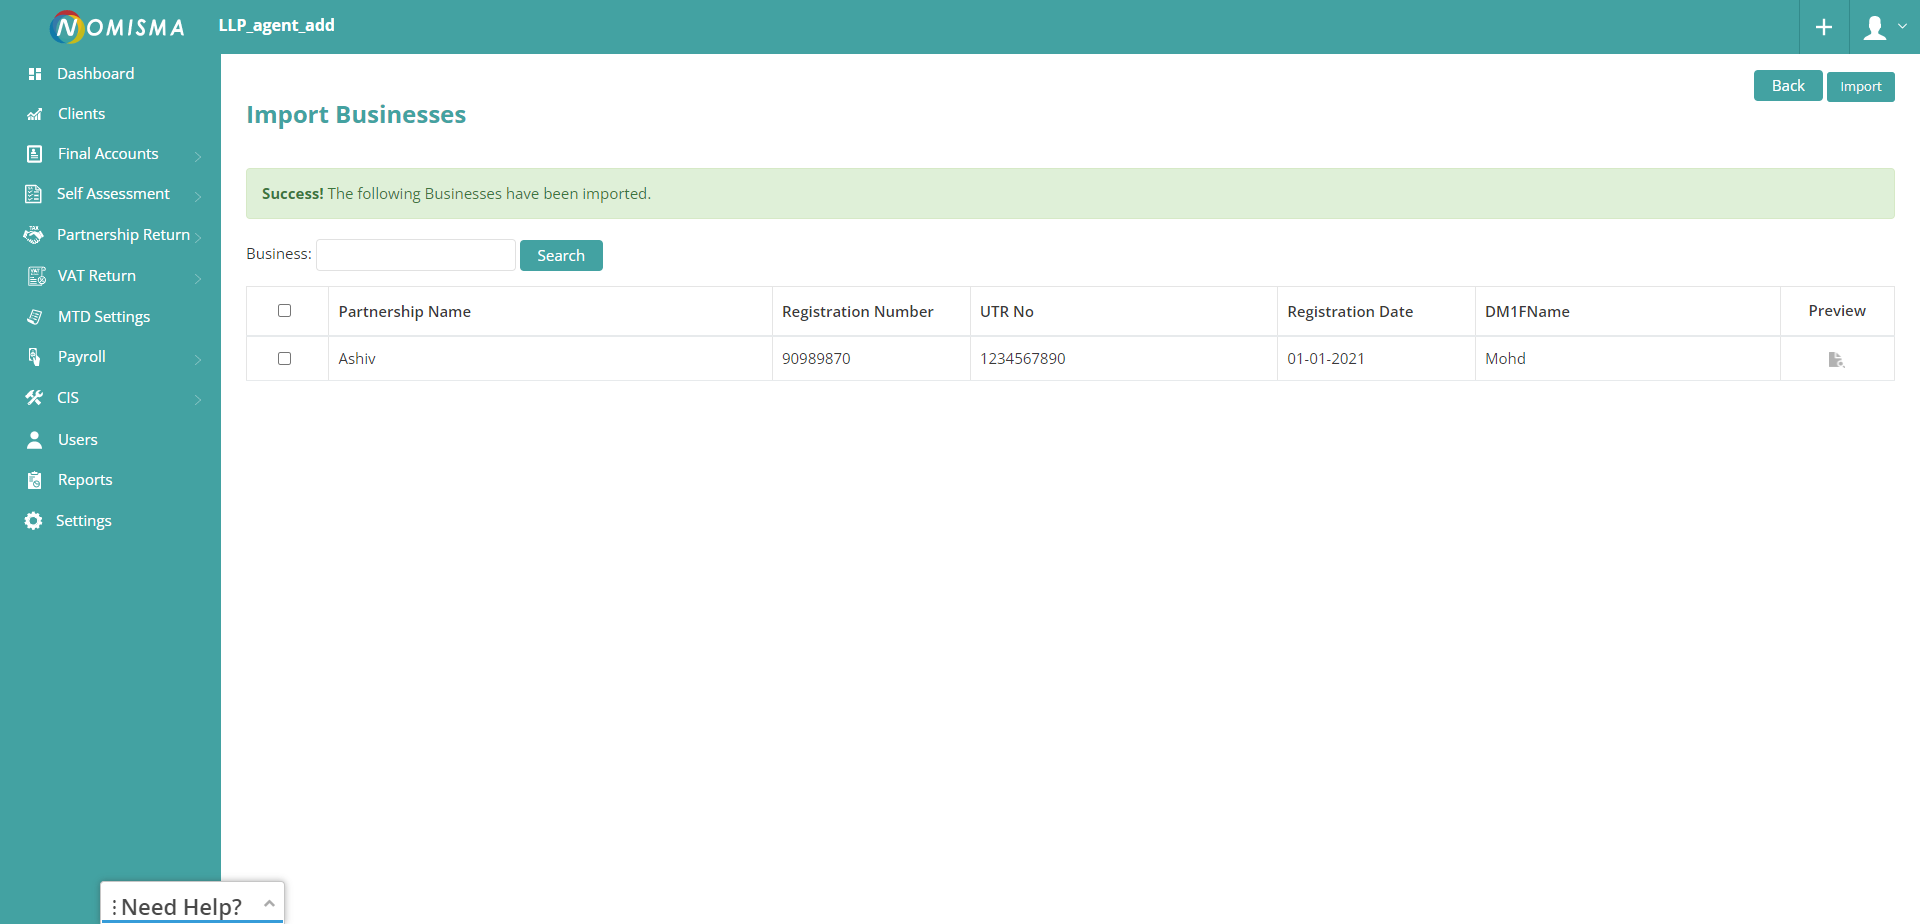 NOMISMA
LLP_agent_add
Dashboard
Clients
Final Accounts
Self Assessment
Partnership Return
VAT Return
MTD Settings
Payroll
CIS
Users
Reports
Settings
Back
Import
Import Businesses
Success! The following Businesses have been imported.
Business:
Search
Partnership Name Registration Number UTR No Registration Date DM1FName Preview
Ashiv 90989870 1234567890 01-01-2021 Mohd
Need Help?